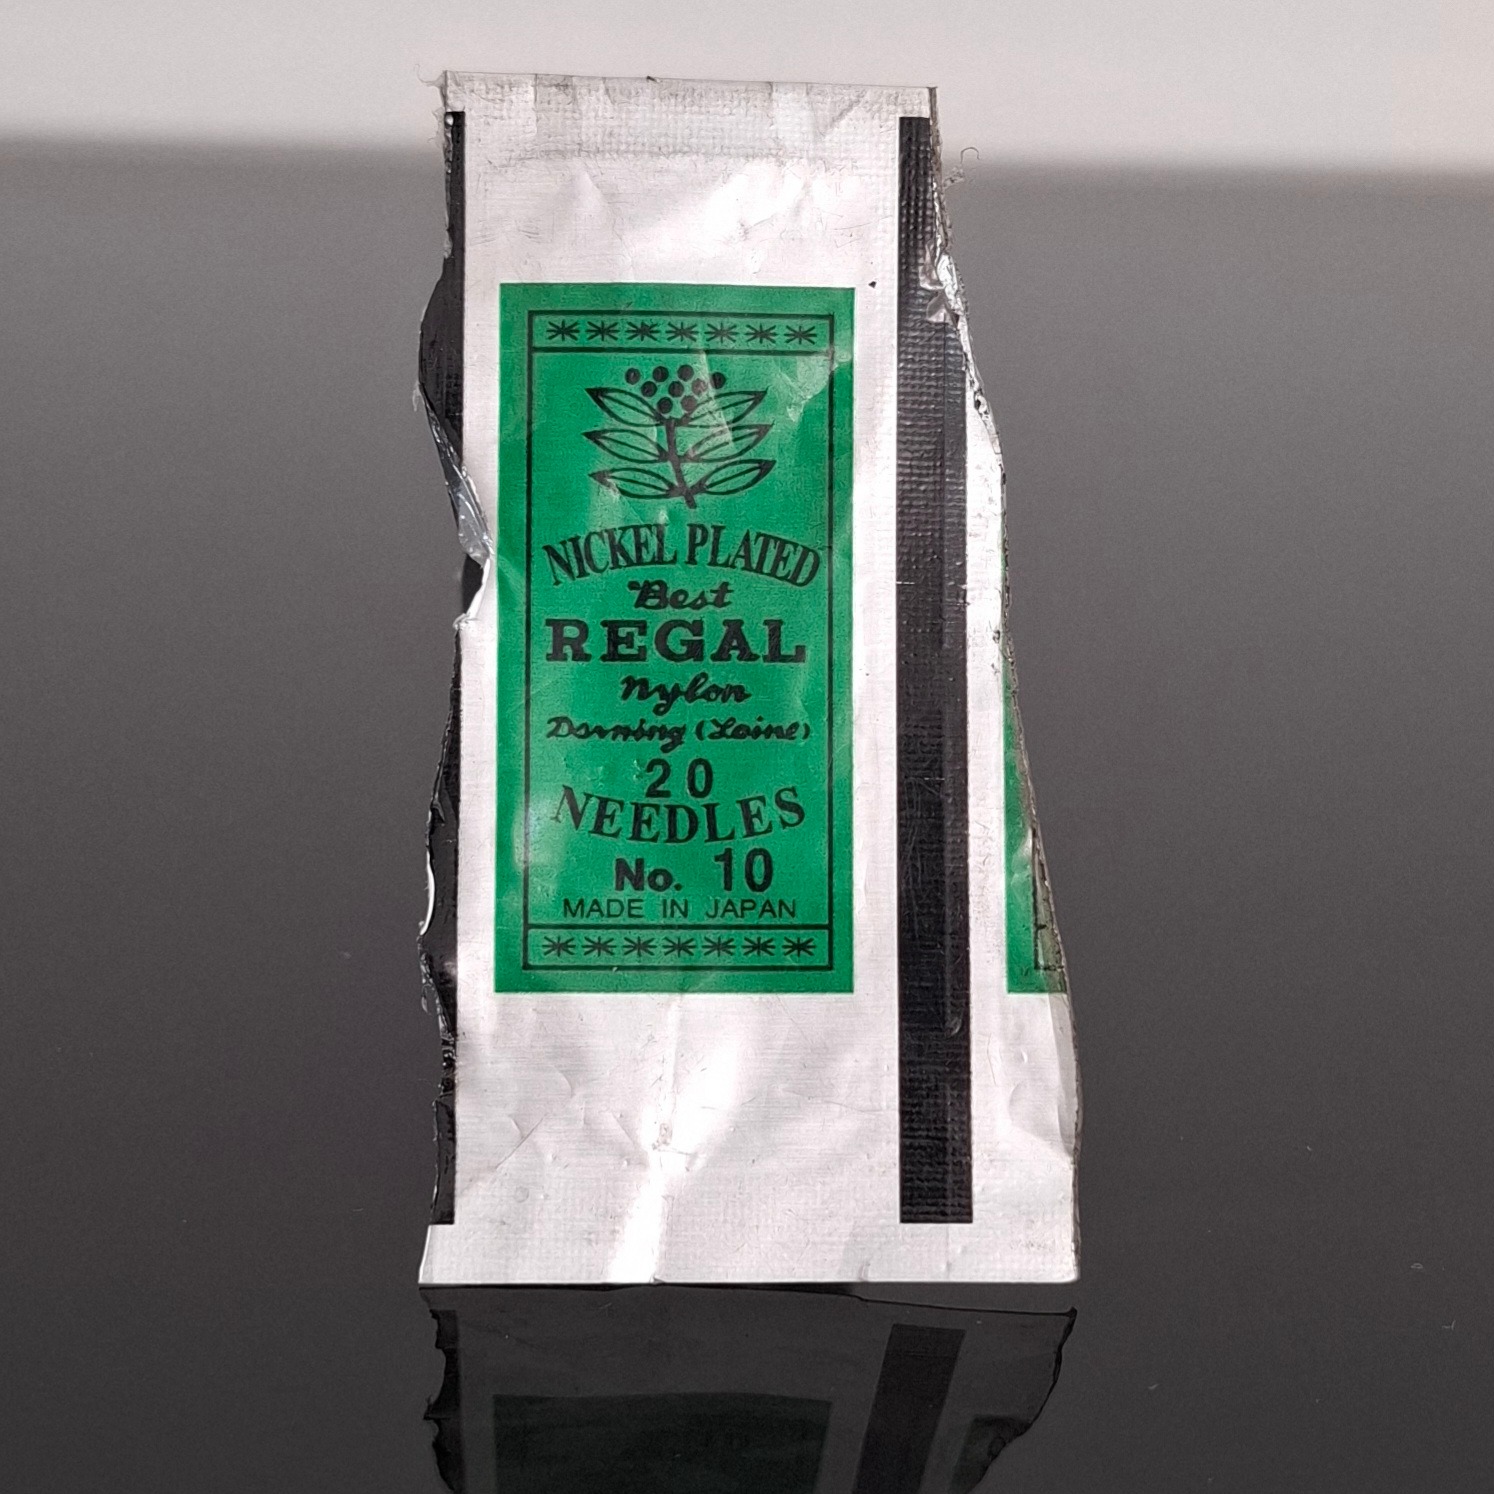 NICKEL PLATED
Best
REGAL
Nylon
Darning (Laine)
20
NEEDLES
No. 10
MADE IN JAPAN